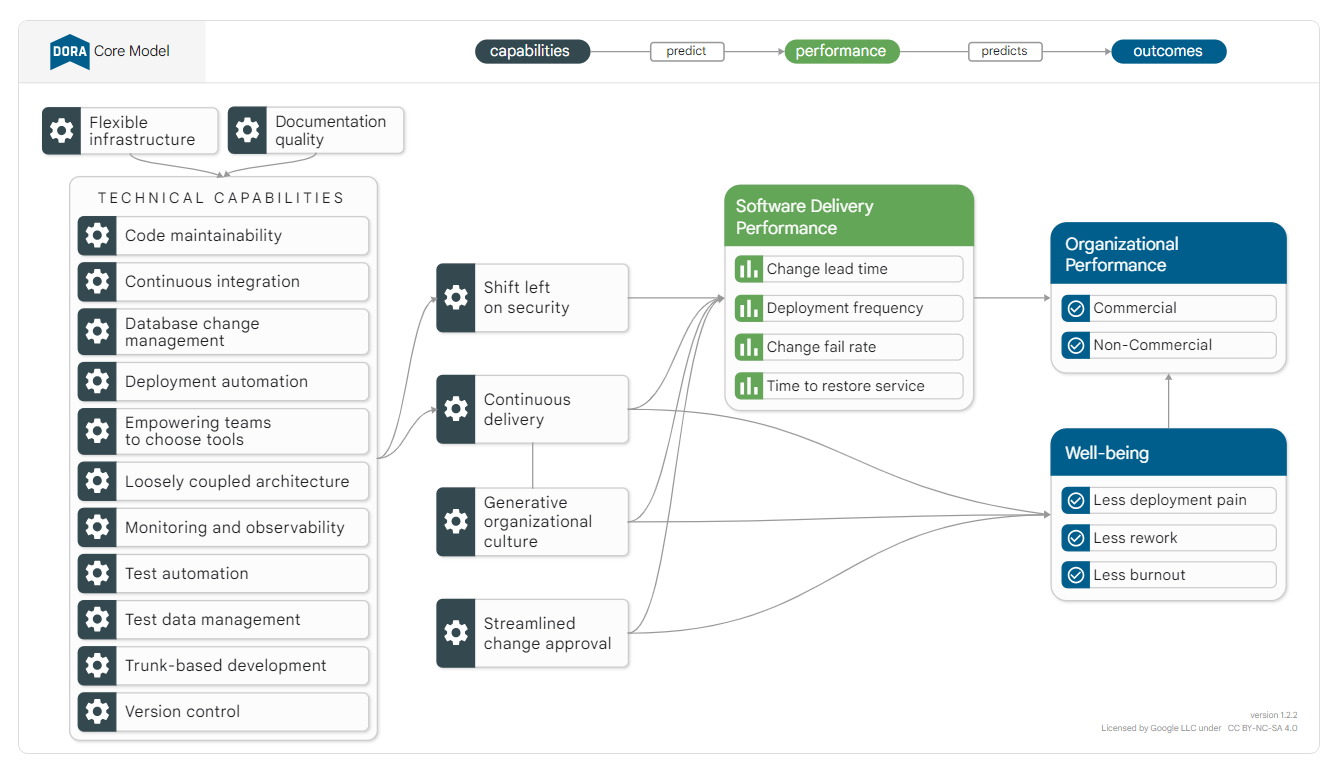 DORA Core Model
capabilities
predict
performance
predicts
outcomes
Flexible
infrastructure
Documentation
quality
TECHNICAL CAPABILITIES
Code maintainability
Continuous integration
Database change
management
Deployment automation
Empowering teams
to choose tools
Loosely coupled architecture
Monitoring and observability
Test automation
Test data management
Trunk-based development
Version control
Shift left
on security
Continuous
delivery
Generative
organizational
culture
Streamlined
change approval
Software Delivery
Performance
Change lead time
Deployment frequency
Change fail rate
Time to restore service
Organizational
Performance
Commercial
Non-Commercial
Well-being
Less deployment pain
Less rework
Less burnout
version 1.2.2
Licensed by Google LLC under CC BY-NC-SA 4.0